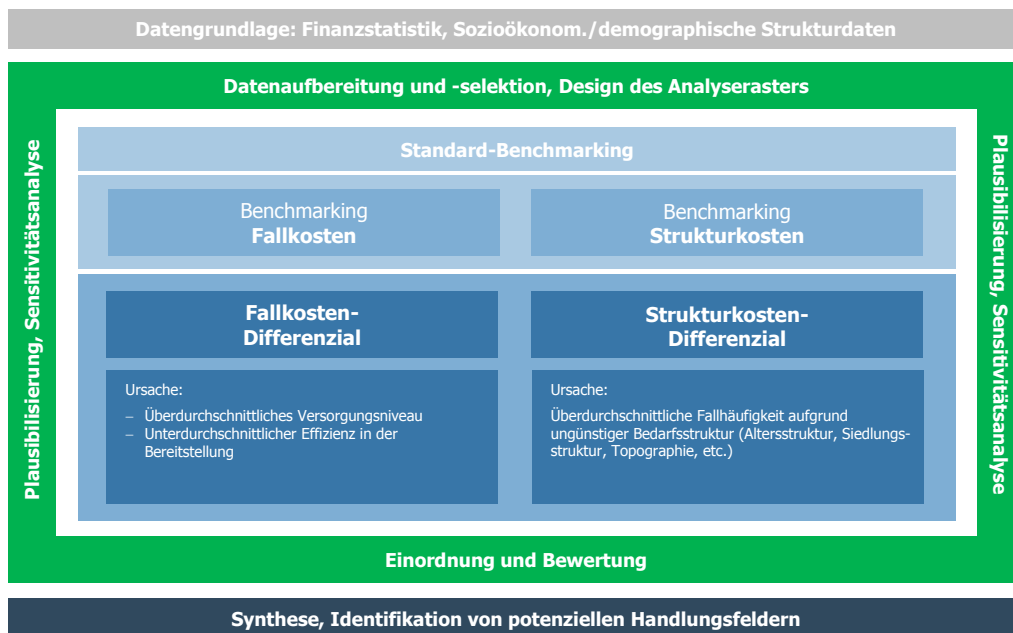 Datengrundlage: Finanzstatistik, Sozioökonom./demographische Strukturdaten
Datenaufbereitung und -selektion, Design des Analyserasters
Plausibilisierung, Sensitivitätsanalyse
Standard-Benchmarking
Benchmarking
Fallkosten
Benchmarking
Strukturkosten
Fallkosten-
Differenzial
Strukturkosten-
Differenzial
Ursache:
– Überdurchschnittliches Versorgungsniveau
– Unterdurchschnittlicher Effizienz in der
Bereitstellung
Ursache:
Überdurchschnittliche Fallhäufigkeit aufgrund
ungünstiger Bedarfsstruktur (Altersstruktur, Siedlungs-
struktur, Topographie, etc.)
Plausibilisierung, Sensitivitätsanalyse
Einordnung und Bewertung
Synthese, Identifikation von potenziellen Handlungsfeldern